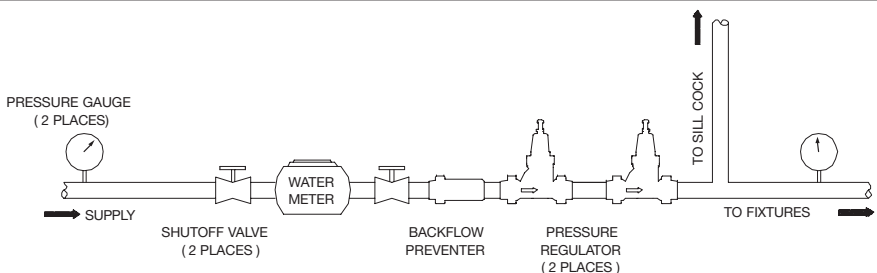 PRESSURE GAUGE
( 2 PLACES)
TO SILL COCK
WATER
METER
SUPPLY
TO FIXTURES
SHUTOFF VALVE
( 2 PLACES )
BACKFLOW
PREVENTER
PRESSURE
REGULATOR
( 2 PLACES )